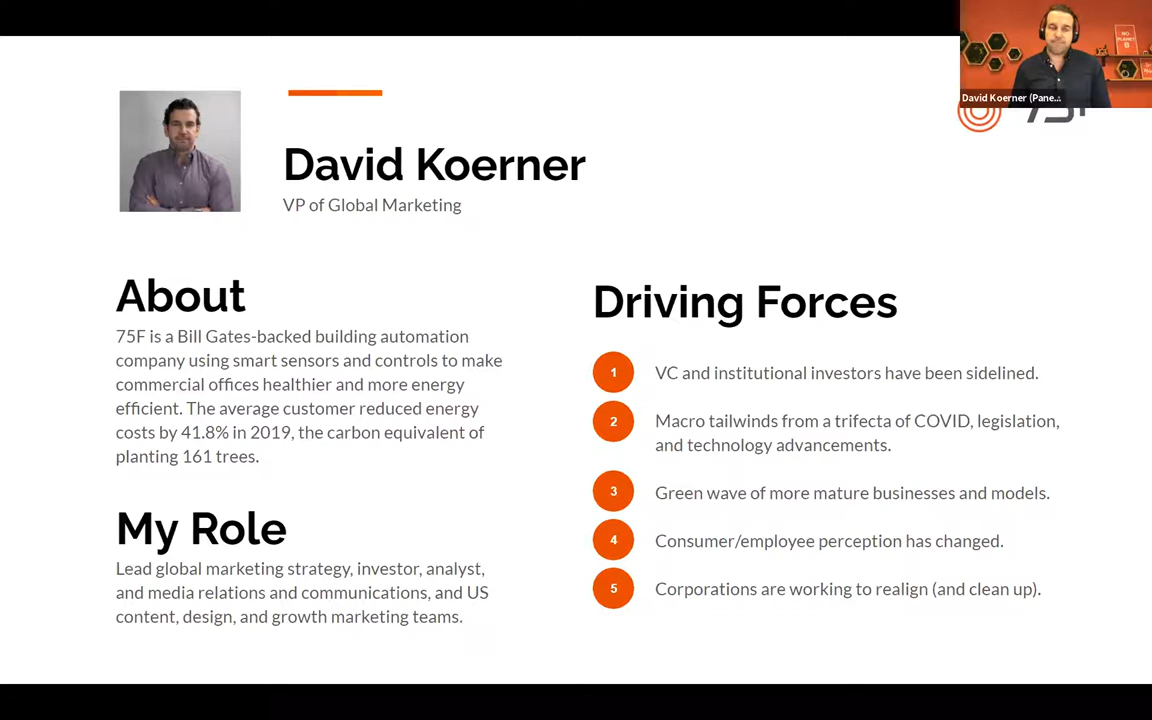 David Koerner
VP of Global Marketing
About
75F is a Bill Gates-backed building automation
company using smart sensors and controls to make
commercial offices healthier and more energy
efficient. The average customer reduced energy
costs by 41.8% in 2019, the carbon equivalent of
planting 161 trees.
My Role
Lead global marketing strategy, investor, analyst,
and media relations and communications, and US
content, design, and growth marketing teams.
Driving Forces
1 VC and institutional investors have been sidelined.
2 Macro tailwinds from a trifecta of COVID, legislation,
and technology advancements.
3 Green wave of more mature businesses and models.
4 Consumer/employee perception has changed.
5 Corporations are working to realign (and clean up).
NO
PLANET
B
David Koerner (Pane...